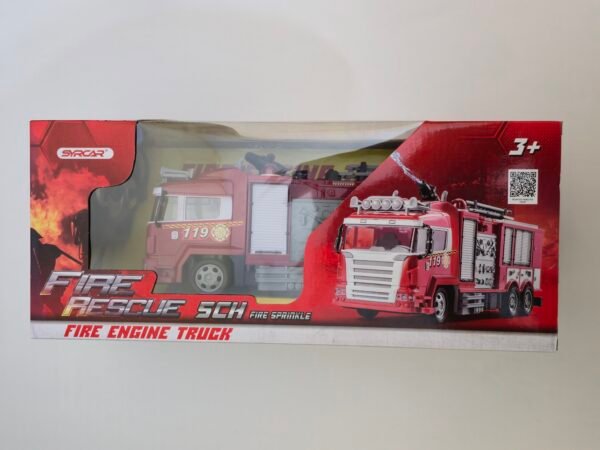 SYRCAR
3+
119
119
FIRE
RESCUE 5CH FIRE SPRINKLE
FIRE ENGINE TRUCK